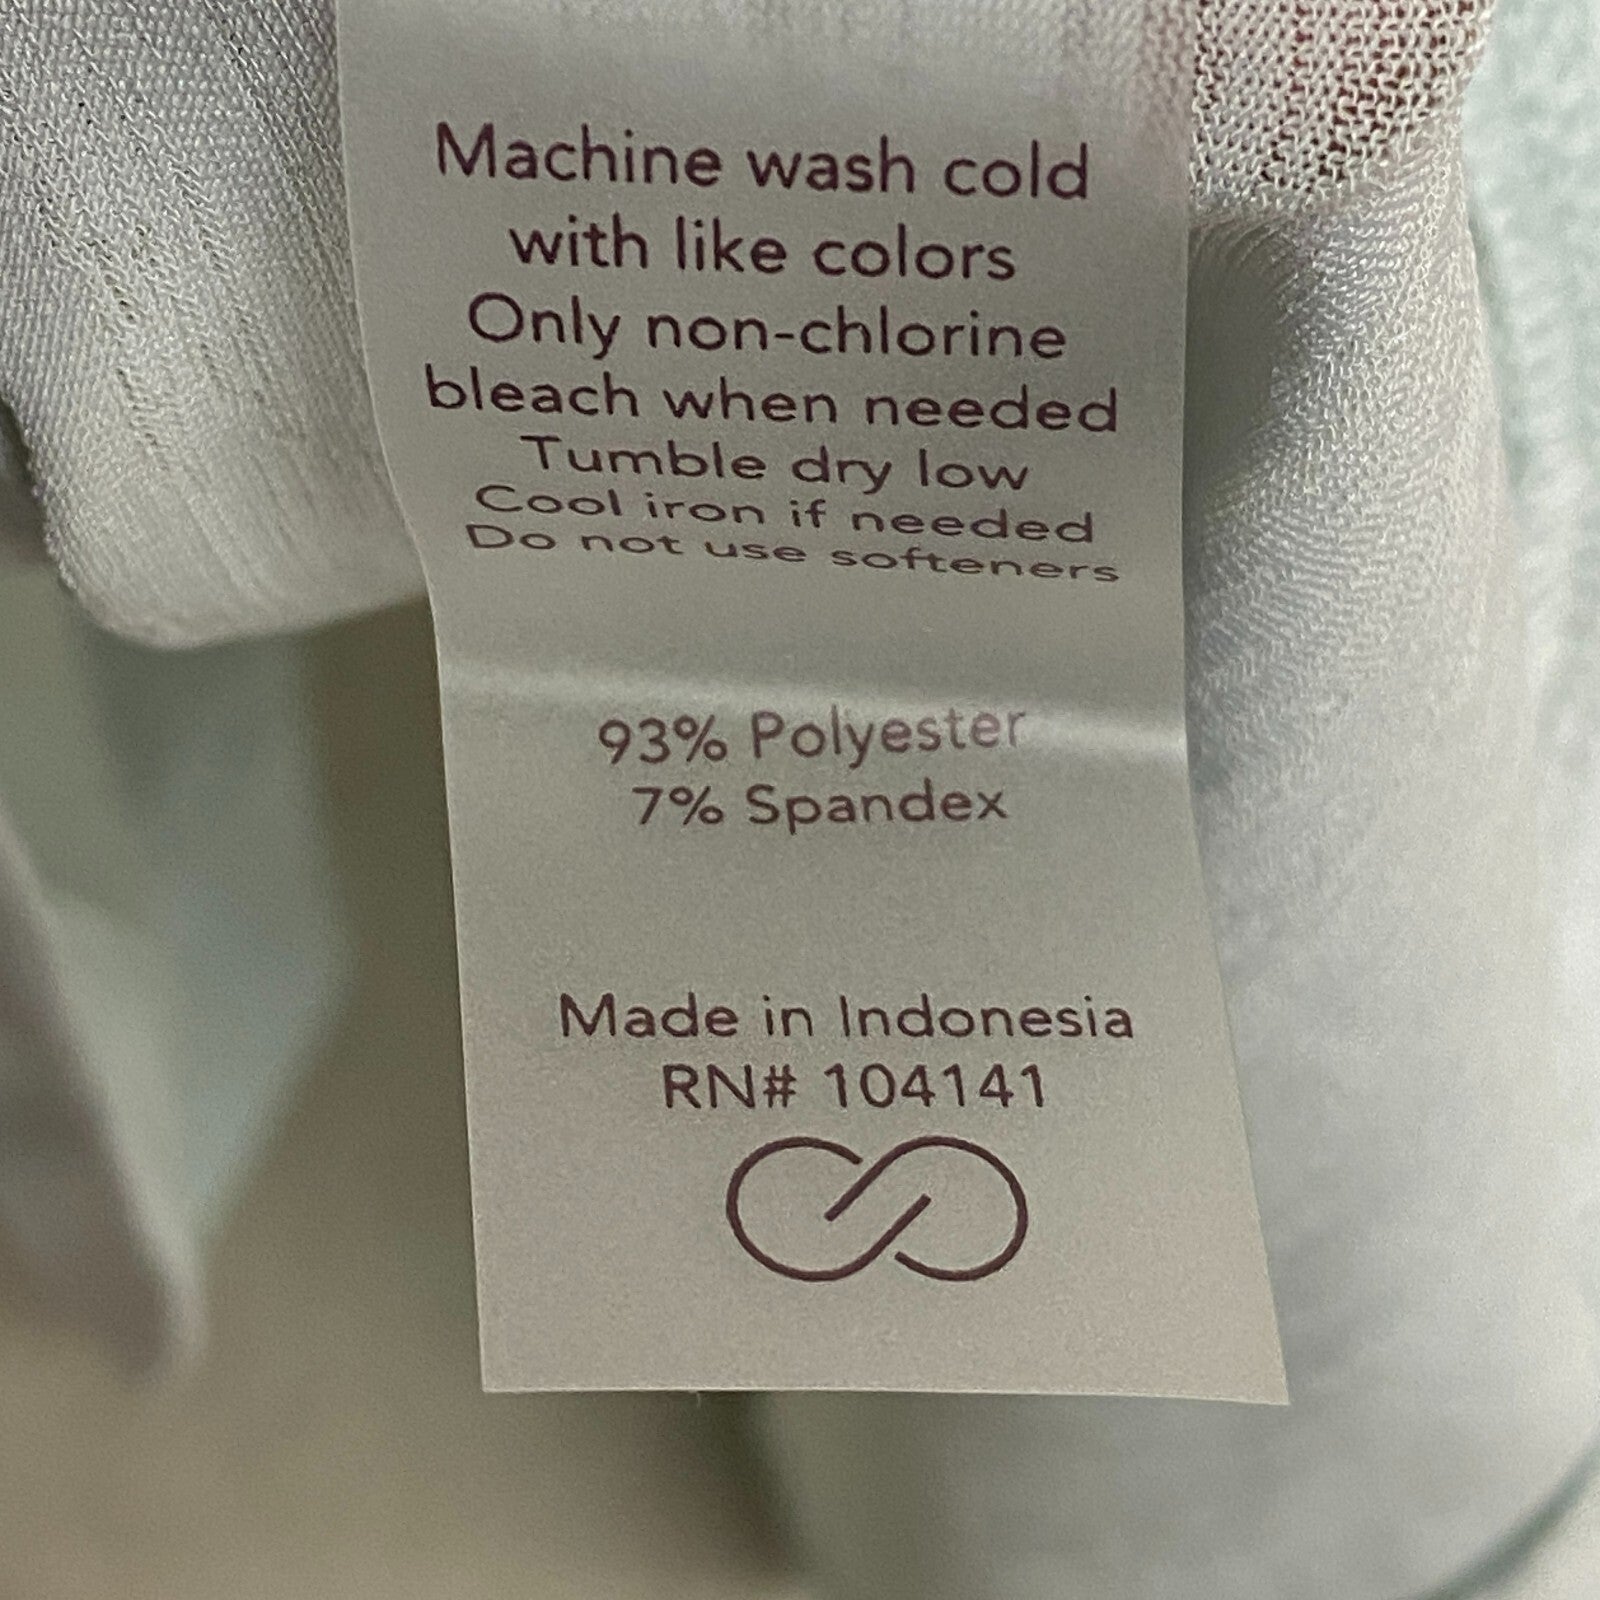 Machine wash cold
with like colors
Only non-chlorine
bleach when needed
Tumble dry low
Cool iron if needed
Do not use softeners
93% Polyester
7% Spandex
Made in Indonesia
RN# 104141